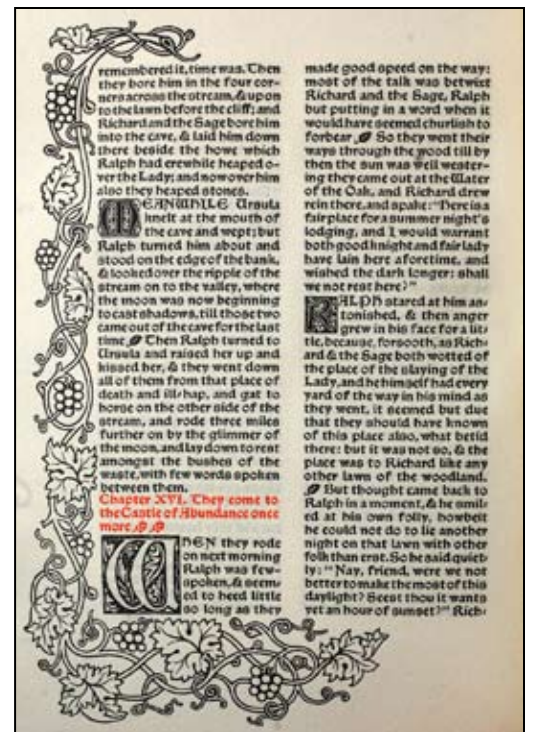 remembered it, time was. Then
they bore him in the four cor-
ners across the stream, & upon
to the lawn before the cliff; and
Richard and the Sage bore him
into the cave, & laid him down
there beside the howe which
Ralph had erewhile heaped o-
ver the Lady; and now over him
also they heaped stones.
MEANWHILE Ursula
knelt at the mouth of
the cave and wept; but
Ralph turned him about and
stood on the edge of the bank,
& looked over the ripple of the
stream on to the valley, where
the moon was now beginning
to cast shadows, till those two
came out of the cave for the last
time. Then Ralph turned to
Ursula and raised her up and
kissed her, & they went down
all of them from that place of
death and ill-hap, and gat to
horse on the other side of the
stream, and rode three miles
further on by the glimmer of
the moon, and lay down to rest
amongst the bushes of the
waste, with few words spoken
between them.
Chapter XVI. They come to
the Castle of Abundance once
more
WHEN they rode
on next morning
Ralph was few-
spoken, & seem-
ed to heed little
so long as they
made good speed on the way:
most of the talk was betwixt
Richard and the Sage, Ralph
but putting in a word when it
would have seemed churlish to
forbear. So they went their
ways through the wood till by
then the sun was well wester-
ing they came out at the Water
of the Oak, and Richard drew
rein there, and spake: "Here is a
fair place for a summer night's
lodging, and I would warrant
both good knight and fair lady
have lain here aforetime, and
wished the dark longer: shall
we not rest here?"
RALPH stared at him as-
tonished, & then anger
grew in his face for a lit-
tle, because, forsooth, as Rich-
ard & the Sage both wotted of
the place of the slaying of the
Lady, and he himself had every
yard of the way in his mind as
they went, it seemed but due
that they should have known
of this place also, what betid
there: but it was not so, & the
place was to Richard like any
other lawn of the woodland.
But thought came back to
Ralph in a moment, & he smil-
ed at his own folly, howbeit
he could not do to lie another
night on that lawn with other
folk than erst. So he said quiet-
ly: "Nay, friend, were we not
better to make the most of this
daylight? Seest thou it wants
yet an hour of sunset?" Rich-